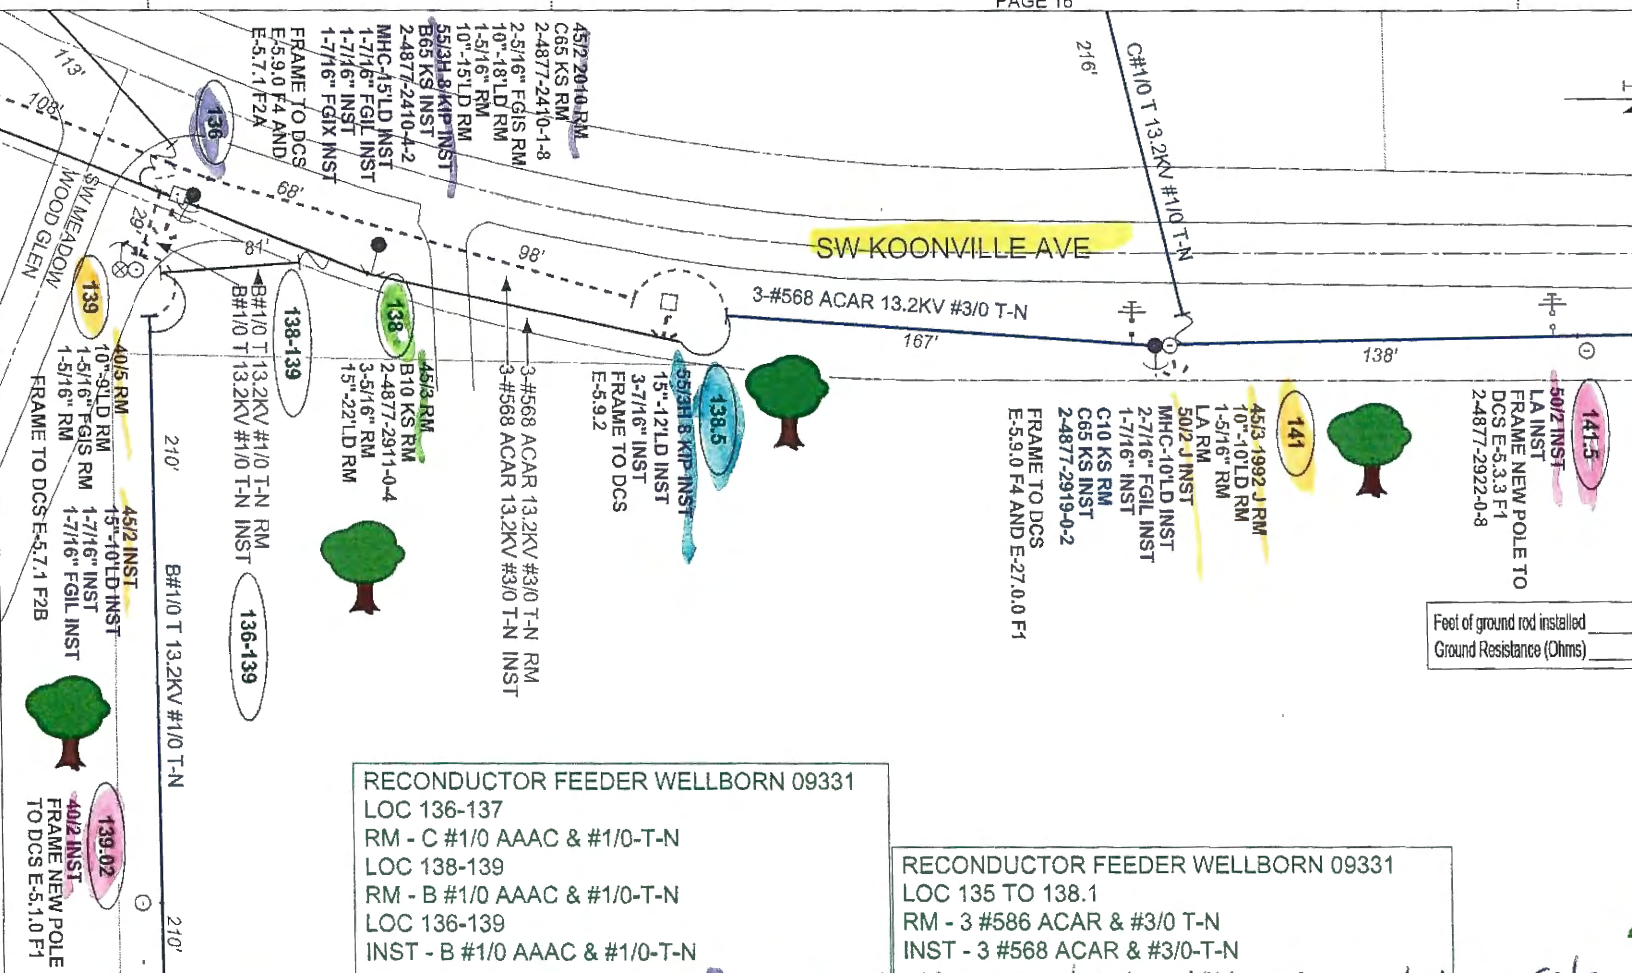 PAGE 16
113'
108'
136
45/2 2010 RM
C65 KS RM
2-4877-2410-1-8
2-5/16" FGIS RM
10"-18'LD RM
1-5/16" RM
10"-15'LD RM
55/3H 8 KIP INST
B65 KS INST
2-4877-2410-4-2
MHC-15'LD INST
1-7/16" FGIL INST
1-7/16" INST
1-7/16" FGIX INST
FRAME TO DCS
E-5.9.0 F4 AND
E-5.7.1 F2A
216'
C#1/0 T 13.2KV #1/0 T-N
SW KOONVILLE AVE
68'
98'
81'
29'
SW MEADOW
WOOD GLEN
3-#568 ACAR 13.2KV #3/0 T-N
167'
138'
139
40/5 RM
10"-9'LD RM
1-5/16" FGIS RM
1-5/16" RM
45/2 INST
15"-10'LD INST
1-7/16" INST
1-7/16" FGIL INST
FRAME TO DCS E-5.7.1 F2B
138-139
B#1/0 T 13.2KV #1/0 T-N RM
B#1/0 T 13.2KV #1/0 T-N INST
136-139
138
45/3 RM
B10 KS RM
2-4877-2911-0-4
3-5/16" RM
15"-22'LD RM
3-#568 ACAR 13.2KV #3/0 T-N RM
3-#568 ACAR 13.2KV #3/0 T-N INST
138.5
55/3H 8 KIP INST
15"-12'LD INST
3-7/16" INST
FRAME TO DCS
E-5.9.2
141
45/3 1992 J RM
10"-10'LD RM
1-5/16" RM
LA RM
50/2 J INST
MHC-10'LD INST
2-7/16" FGIL INST
1-7/16" INST
C10 KS RM
C65 KS INST
2-4877-2919-0-2
FRAME TO DCS
E-5.9.0 F4 AND E-27.0.0 F1
141.5
50/2 INST
LA INST
FRAME NEW POLE TO
DCS E-5.3.3 F1
2-4877-2922-0-8
Feet of ground rod installed
Ground Resistance (Ohms)
210'
B#1/0 T 13.2KV #1/0 T-N
210'
139.02
40/2 INST
FRAME NEW POLE
TO DCS E-5.1.0 F1
RECONDUCTOR FEEDER WELLBORN 09331
LOC 136-137
RM - C #1/0 AAAC & #1/0-T-N
LOC 138-139
RM - B #1/0 AAAC & #1/0-T-N
LOC 136-139
INST - B #1/0 AAAC & #1/0-T-N
RECONDUCTOR FEEDER WELLBORN 09331
LOC 135 TO 138.1
RM - 3 #586 ACAR & #3/0 T-N
INST - 3 #568 ACAR & #3/0-T-N